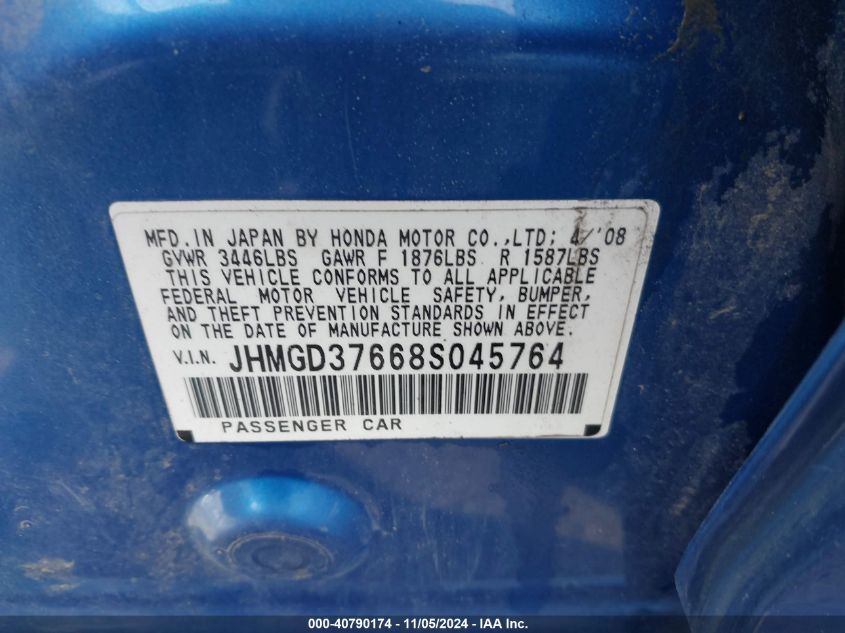 MFD. IN JAPAN BY HONDA MOTOR CO.,LTD; 4/'08
GVWR 3446LBS GAWR F 1876LBS R 1587LBS
THIS VEHICLE CONFORMS TO ALL APPLICABLE
FEDERAL MOTOR VEHICLE SAFETY, BUMPER,
AND THEFT PREVENTION STANDARDS IN EFFECT
ON THE DATE OF MANUFACTURE SHOWN ABOVE.
V.I.N. JHMGD37668S045764
PASSENGER CAR
000-40790174 - 11/05/2024 - IAA Inc.